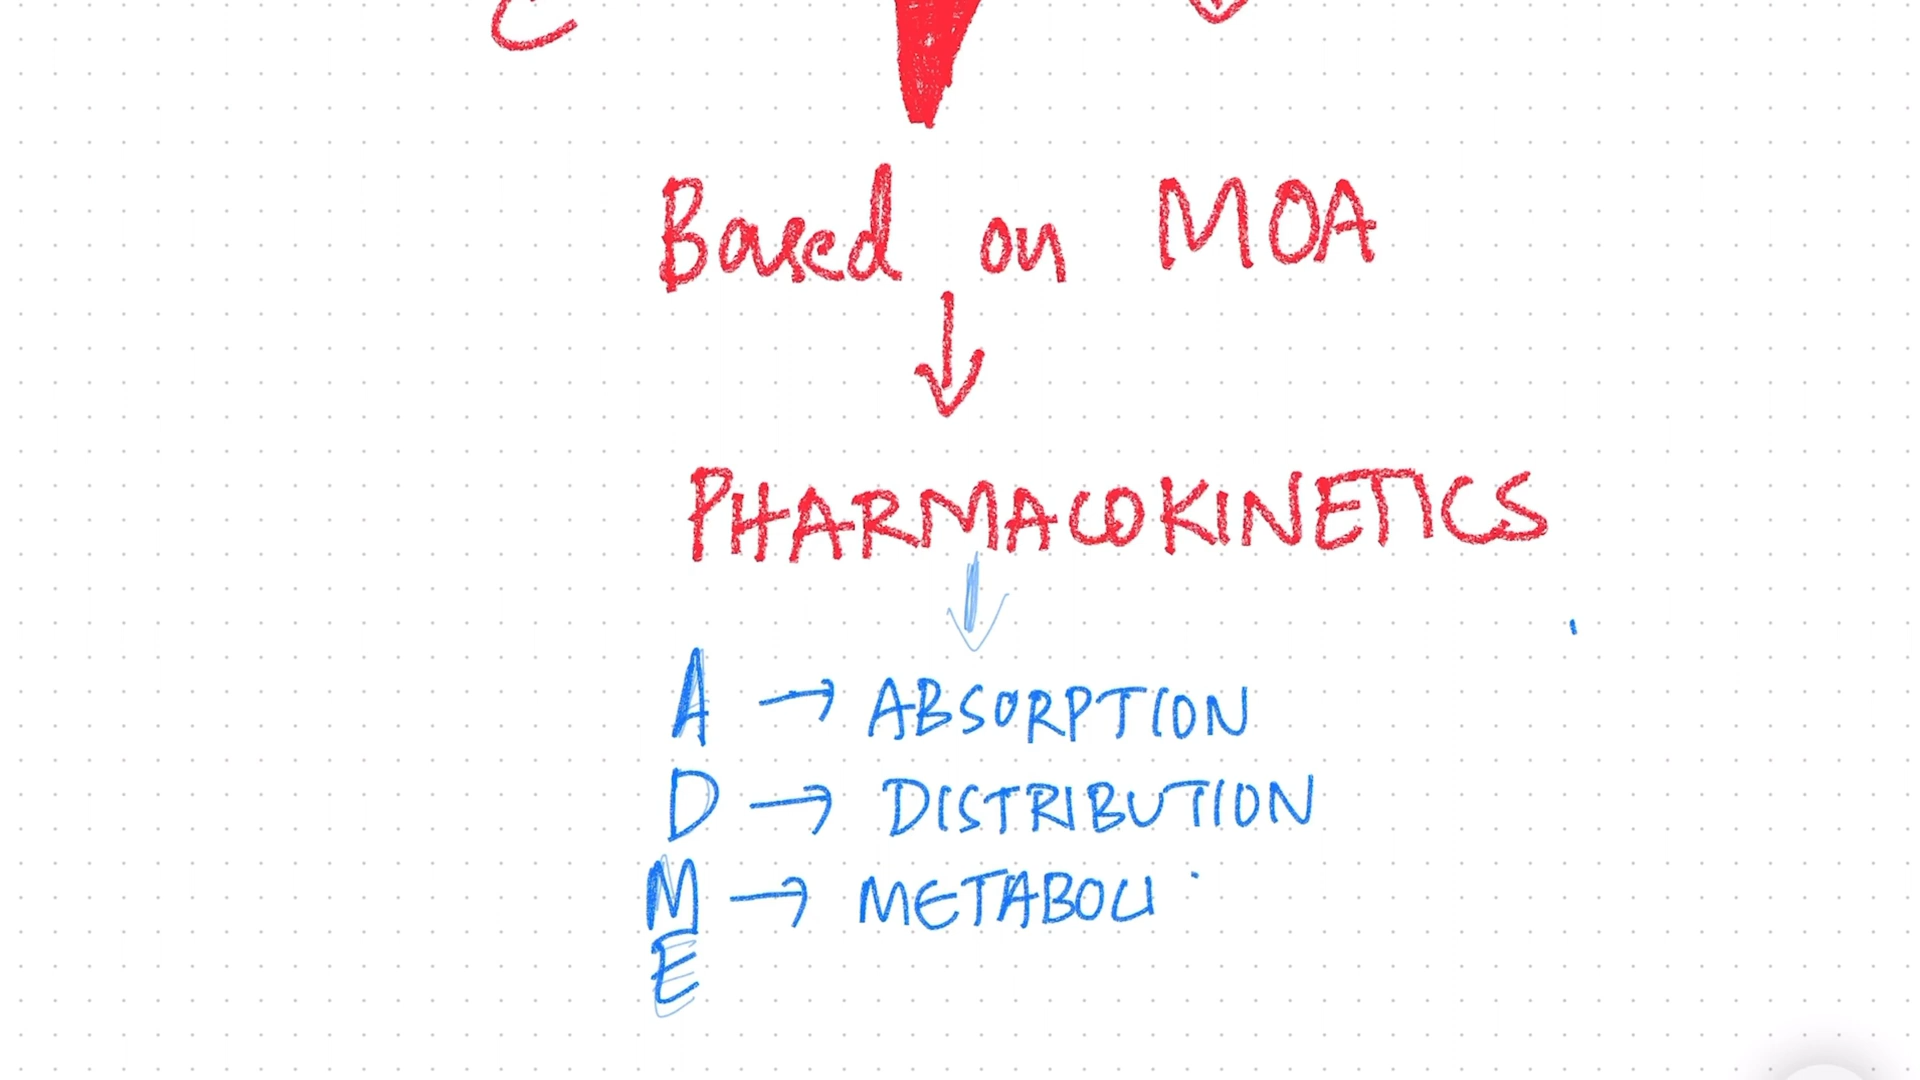 Based on MOA
PHARMACOKINETICS
A → ABSORPTION
D → DISTRIBUTION
M → METABOLI
E